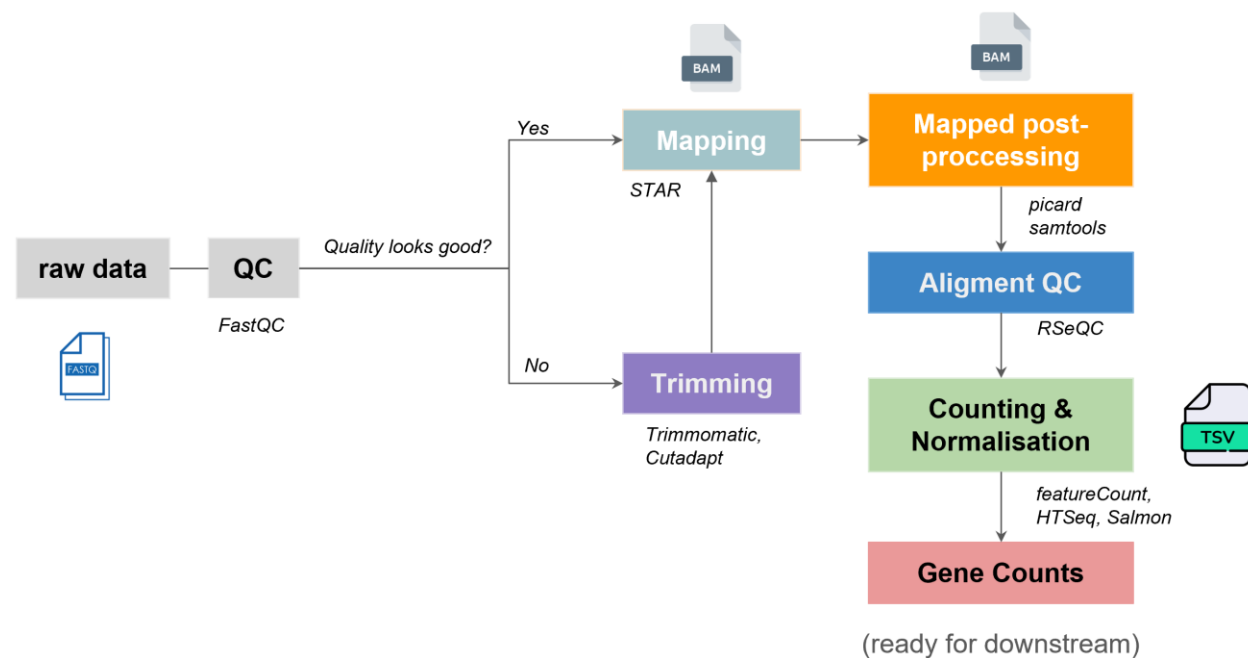 BAM
BAM
Yes
Mapping
Mapped post-
proccessing
STAR
picard
samtools
raw data
QC
Quality looks good?
FastQC
Aligment QC
RSeQC
FASTQ
No
Trimming
Trimmomatic,
Cutadapt
Counting &
Normalisation
TSV
featureCount,
HTSeq, Salmon
Gene Counts
(ready for downstream)